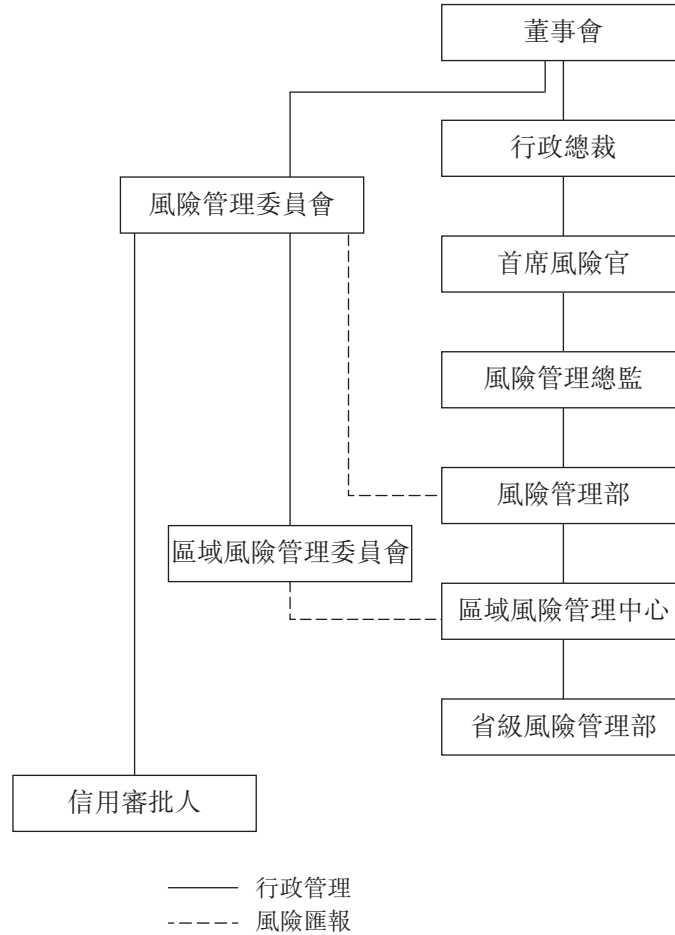 董事會
行政總裁
風險管理委員會
首席風險官
風險管理總監
風險管理部
區域風險管理委員會
區域風險管理中心
省級風險管理部
信用審批人
行政管理
風險匯報